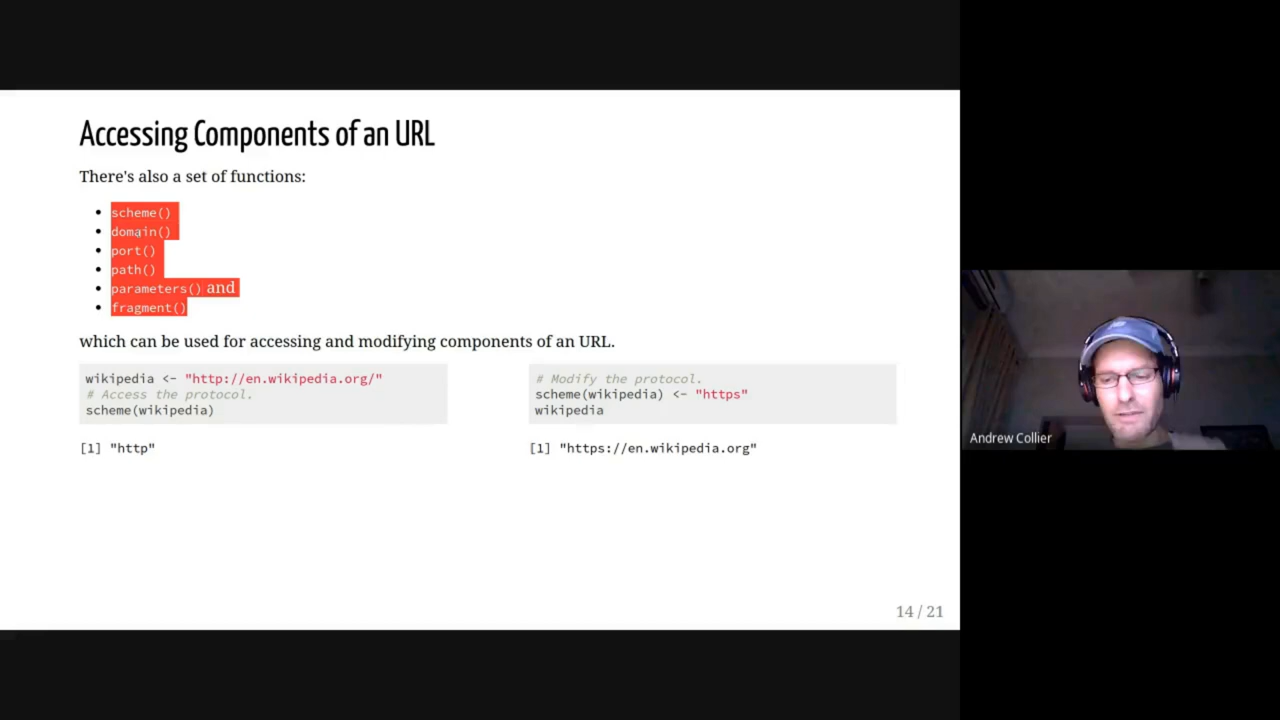 Accessing Components of an URL
There's also a set of functions:
scheme()
domain()
port()
path()
parameters() and
fragment()
which can be used for accessing and modifying components of an URL.
wikipedia <- "http://en.wikipedia.org/"
# Access the protocol.
scheme(wikipedia)
[1] "http"
# Modify the protocol.
scheme(wikipedia) <- "https"
wikipedia
[1] "https://en.wikipedia.org"
Andrew Collier
14 / 21